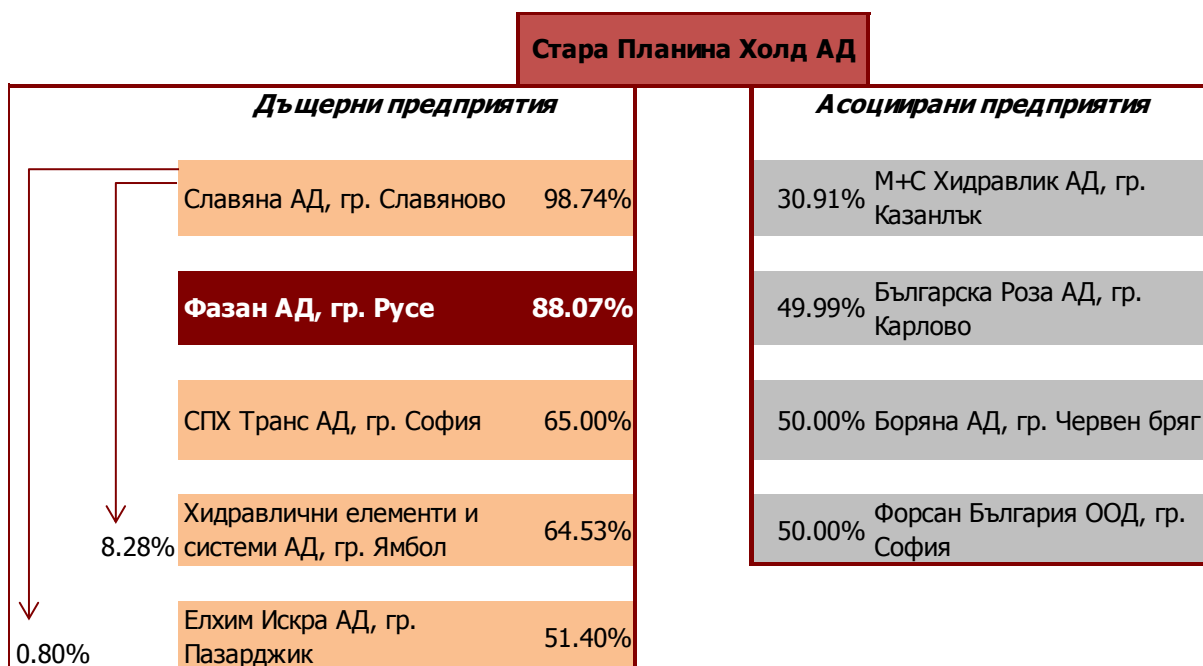 Стара Планина Холд АД
Дъщерни предприятия
Славяна АД, гр. Славяново 98.74%
Фазан АД, гр. Русе 88.07%
СПХ Транс АД, гр. София 65.00%
Хидравлични елементи и
системи АД, гр. Ямбол 64.53%
8.28%
Елхим Искра АД, гр.
Пазарджик 51.40%
0.80%
Асоциирани предприятия
30.91% М+С Хидравлик АД, гр.
Казанлък
49.99% Българска Роза АД, гр.
Карлово
50.00% Боряна АД, гр. Червен бряг
50.00% Форсан България ООД, гр.
София